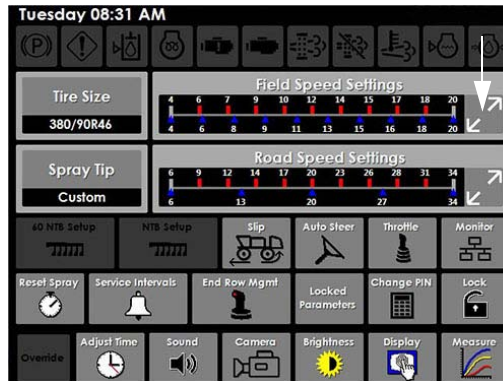 Tuesday 08:31 AM
(P)
Tire Size
380/90R46
Field Speed Settings
4 6 7 9 10 12 14 15 17 18 20
4 6 8 9 11 13 15 16 18 20
Spray Tip
Custom
Road Speed Settings
6 9 12 14 17 20 23 26 28 31 34
6 13 20 27 34
60 NTB Setup
NTB Setup
Slip
Auto Steer
Throttle
Monitor
Reset Spray
Service Intervals
End Row Mgmt
Locked
Parameters
Change PIN
Lock
Override
Adjust Time
Sound
Camera
Brightness
Display
Measure